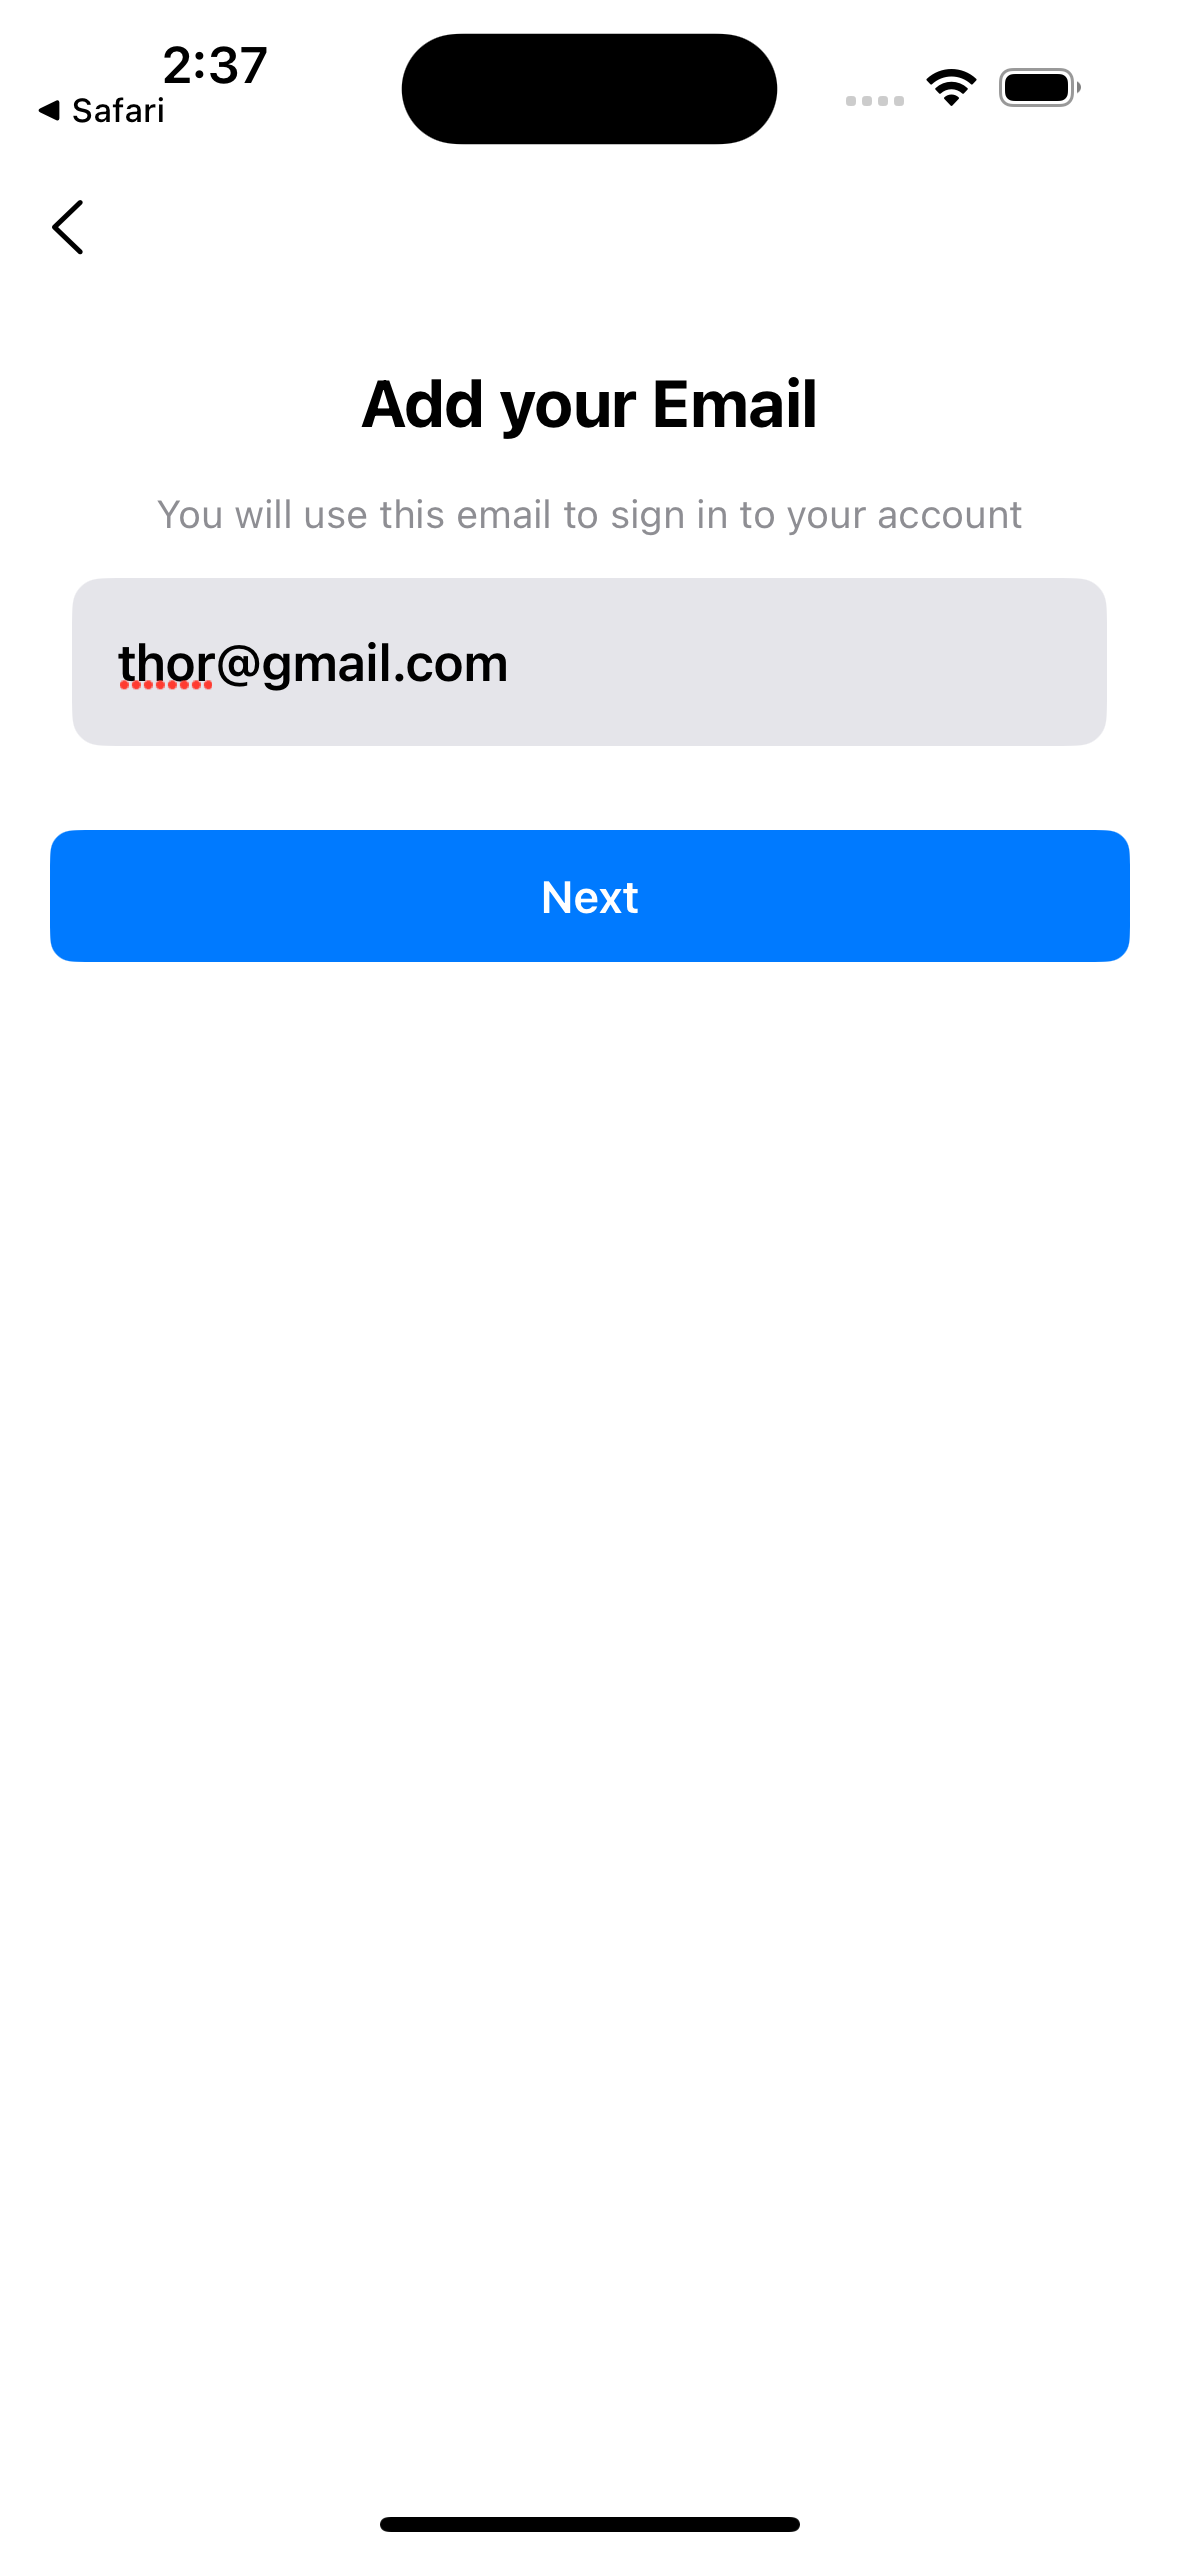 2:37
Safari
Add your Email
You will use this email to sign in to your account
thor@gmail.com
Next